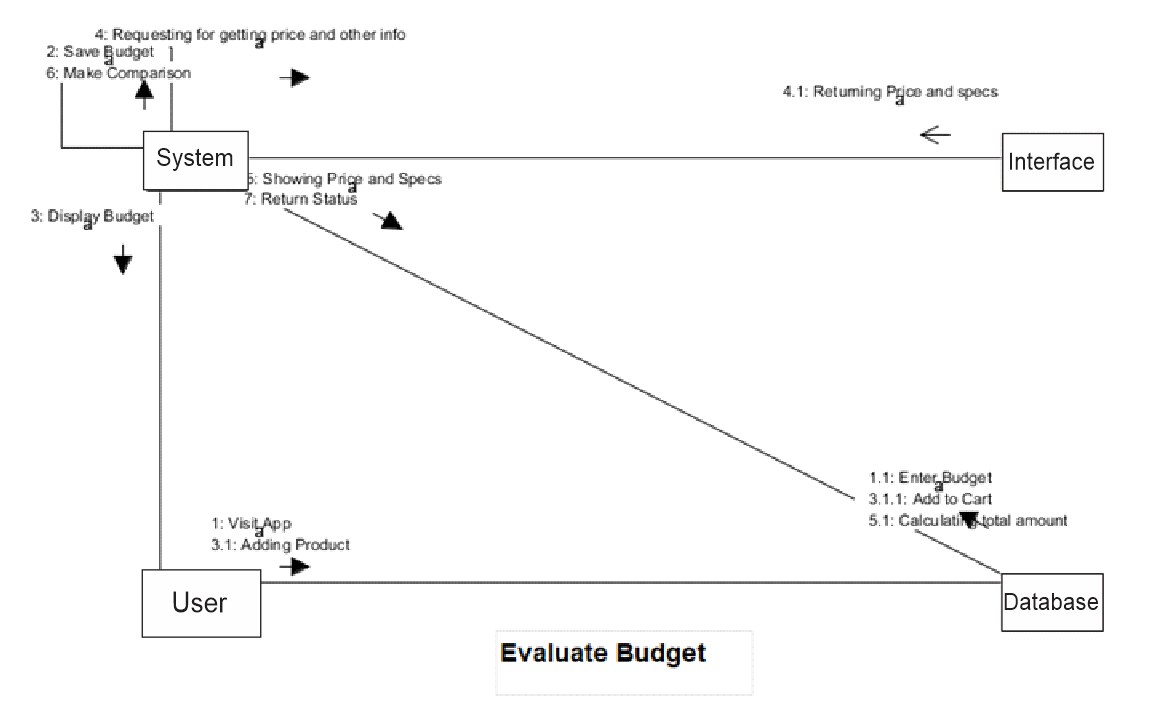 4: Requesting for getting price and other info
2: Save Budget
6: Make Comparison
4.1: Returning Price and specs
System
Interface
5: Showing Price and Specs
7: Return Status
3: Display Budget
1.1: Enter Budget
3.1.1: Add to Cart
5.1: Calculating total amount
1: Visit App
3.1: Adding Product
User
Database
Evaluate Budget